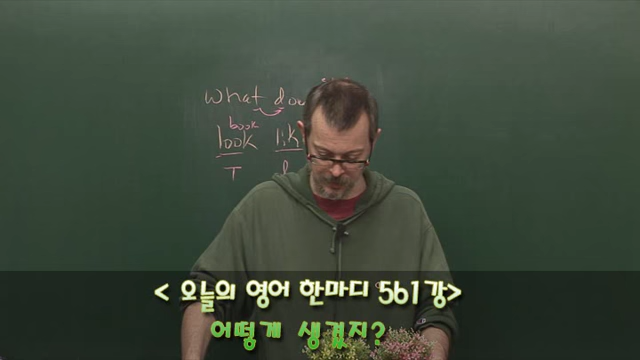 what
book
look lik
T
< 오늘의 영어 한마디 561강>
어떻게 생겼지?